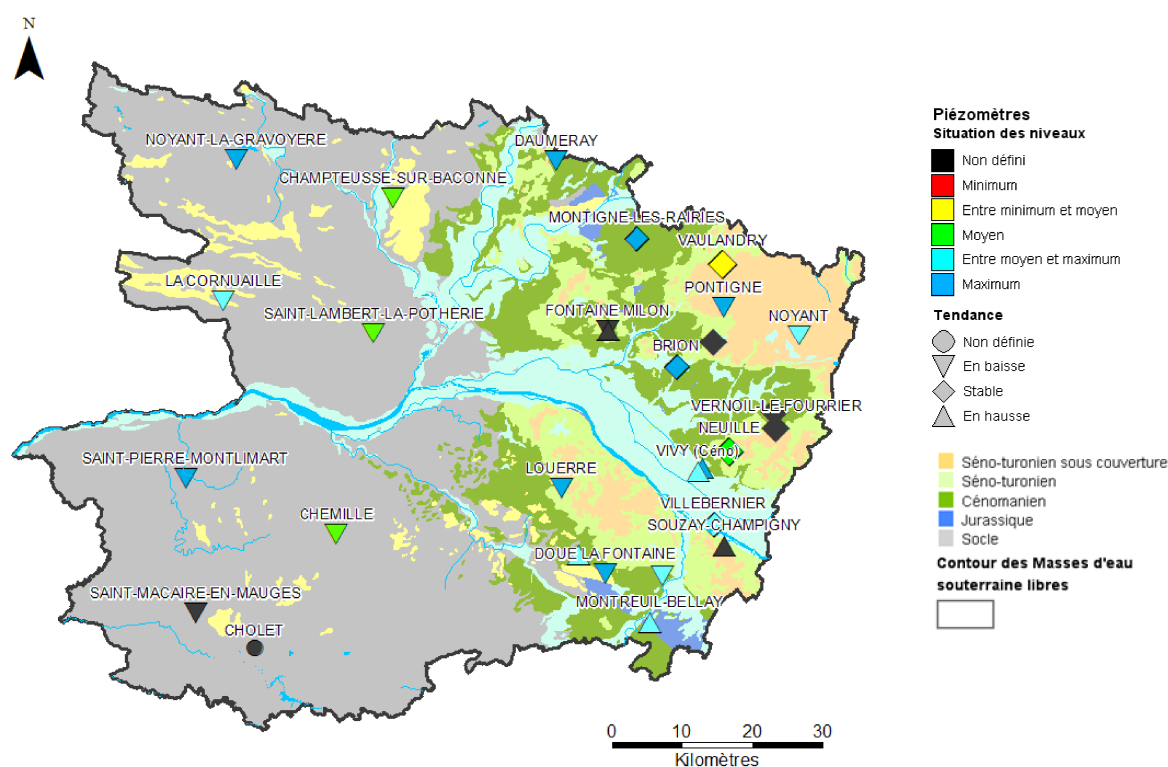 N
NOYANT-LA-GRAVOYERE
DAUMERAY
CHAMPTEUSSE-SUR-BACONNE
MONTIGNE-LES-RAIRIES
VAULANDRY
LA CORNUAILLE
PONTIGNE
SAINT-LAMBERT-LA-POTHERIE
FONTAINE MILON
NOYANT
BRION
VERNOIL-LE-FOURRIER
NEUILLE
VIVY (Céno)
SAINT-PIERRE-MONTLIMART
LOUERRE
VILLEBERNIER
CHEMILLE
SOUZAY-CHAMPIGNY
DOUE LA FONTAINE
SAINT-MACAIRE-EN-MAUGES
MONTREUIL-BELLAY
CHOLET
0 10 20 30
Kilomètres
Piézomètres
Situation des niveaux
Non défini
Minimum
Entre minimum et moyen
Moyen
Entre moyen et maximum
Maximum
Tendance
Non définie
En baisse
Stable
En hausse
Séno-turonien sous couverture
Séno-turonien
Cénomanien
Jurassique
Socle
Contour des Masses d'eau
souterraine libres